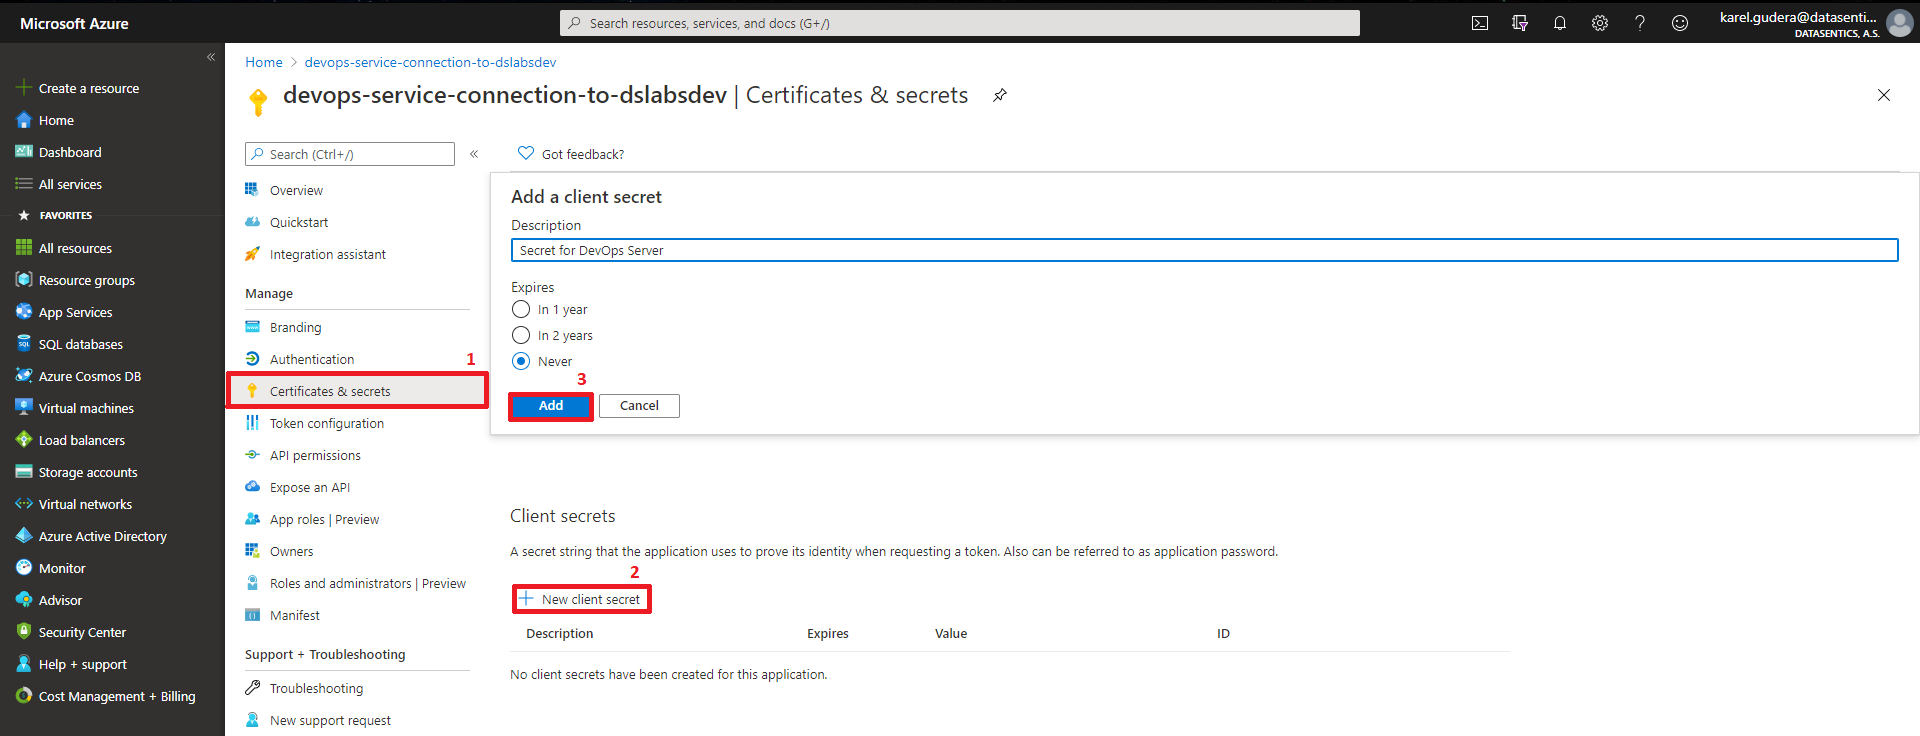 Microsoft Azure
Search resources, services, and docs (G+/)
karel.gudera@datasenti...
DATASENTICS, A.S.
Create a resource
Home
Dashboard
All services
FAVORITES
All resources
Resource groups
App Services
SQL databases
Azure Cosmos DB
Virtual machines
Load balancers
Storage accounts
Virtual networks
Azure Active Directory
Monitor
Advisor
Security Center
Help + support
Cost Management + Billing
Home > devops-service-connection-to-dslabsdev
devops-service-connection-to-dslabsdev | Certificates & secrets
Search (Ctrl+/)
Overview
Quickstart
Integration assistant
Manage
Branding
Authentication
1
Certificates & secrets
Token configuration
API permissions
Expose an API
App roles | Preview
Owners
Roles and administrators | Preview
Manifest
Support + Troubleshooting
Troubleshooting
New support request
Got feedback?
Add a client secret
Description
Secret for DevOps Server
Expires
In 1 year
In 2 years
Never
3
Add Cancel
Client secrets
A secret string that the application uses to prove its identity when requesting a token. Also can be referred to as application password.
2
New client secret
Description Expires Value ID
No client secrets have been created for this application.